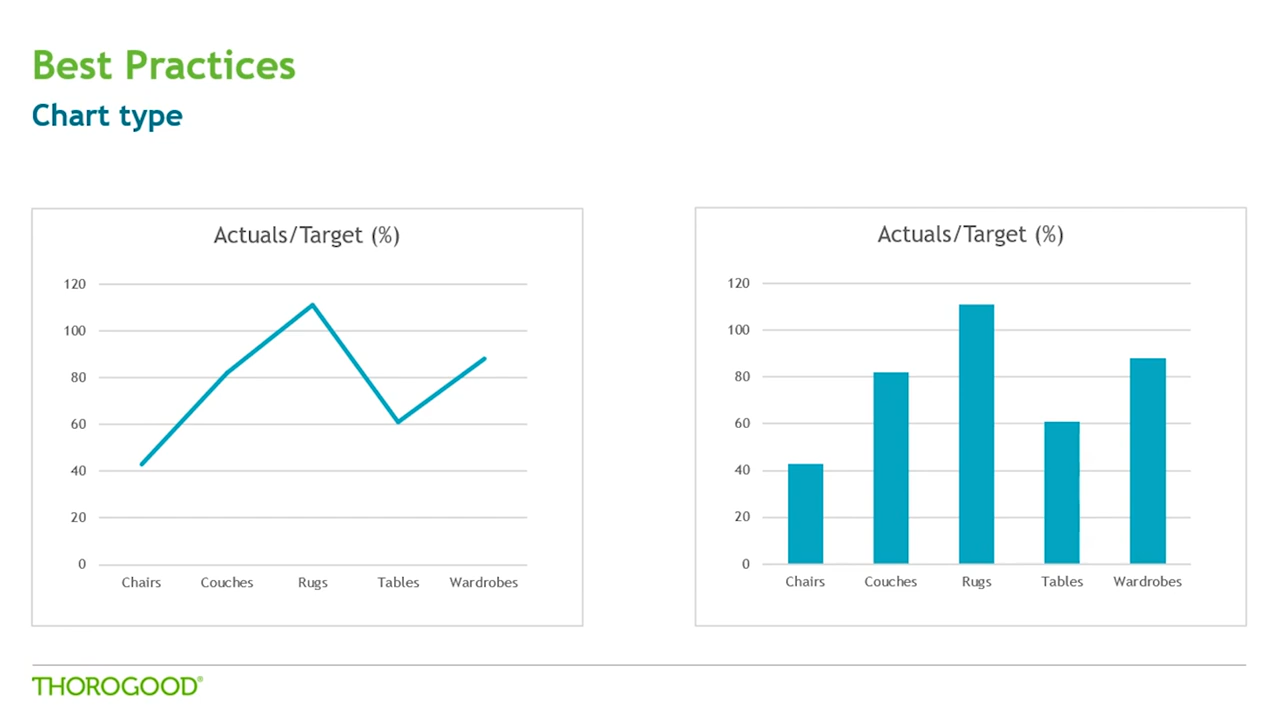 Best Practices
Chart type
Actuals/Target (%)
120
100
80
60
40
20
0
Chairs Couches Rugs Tables Wardrobes
Actuals/Target (%)
120
100
80
60
40
20
0
Chairs Couches Rugs Tables Wardrobes
THOROGOOD®